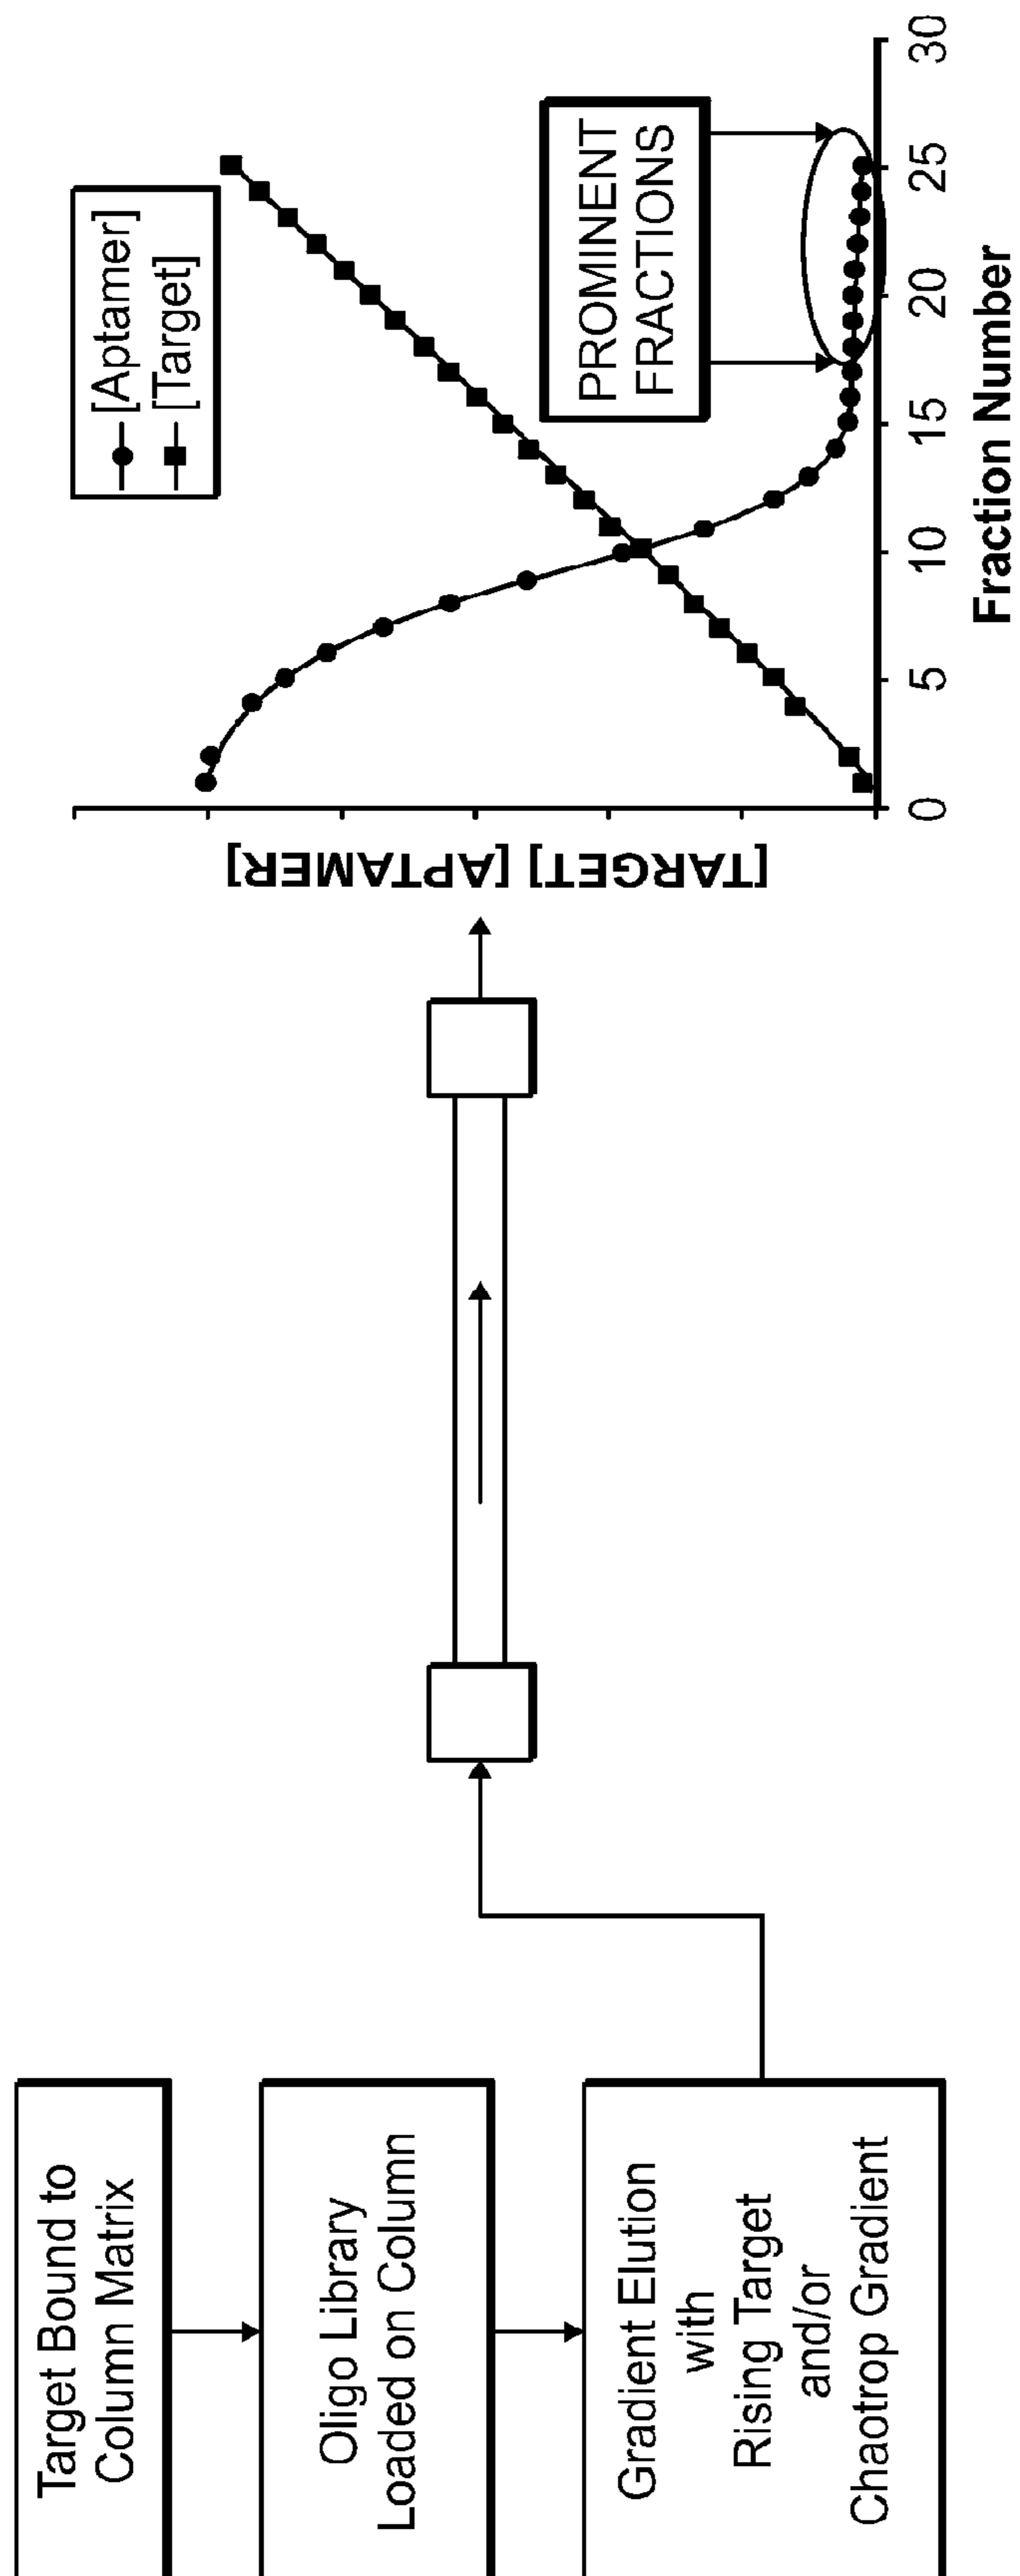 Target Bound to
Column Matrix
Oligo Library
Loaded on Column
Gradient Elution
with
Rising Target
and/or
Chaotrop Gradient
[TARGET] [APTAMER]
[Aptamer]
[Target]
PROMINENT
FRACTIONS
0 5 10 15 20 25 30
Fraction Number